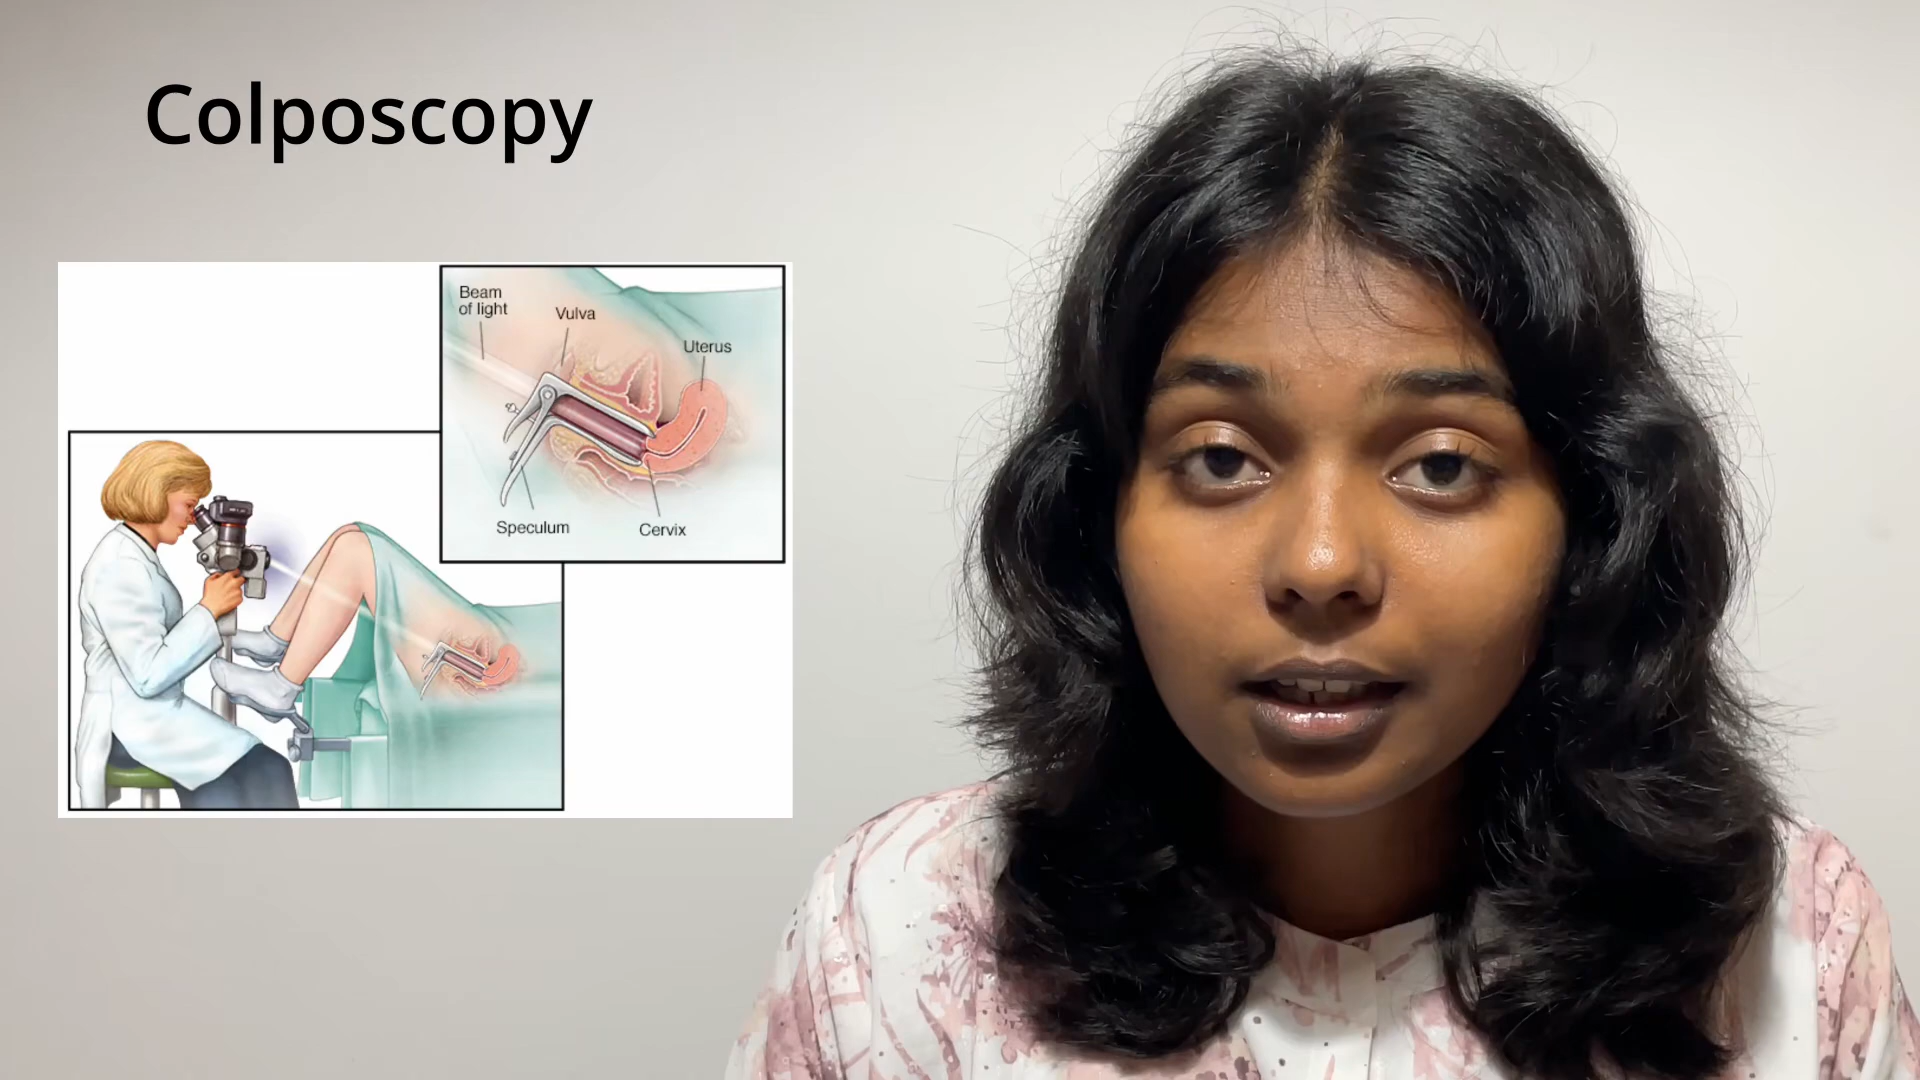 Colposcopy
Beam
of light
Vulva
Uterus
Speculum
Cervix